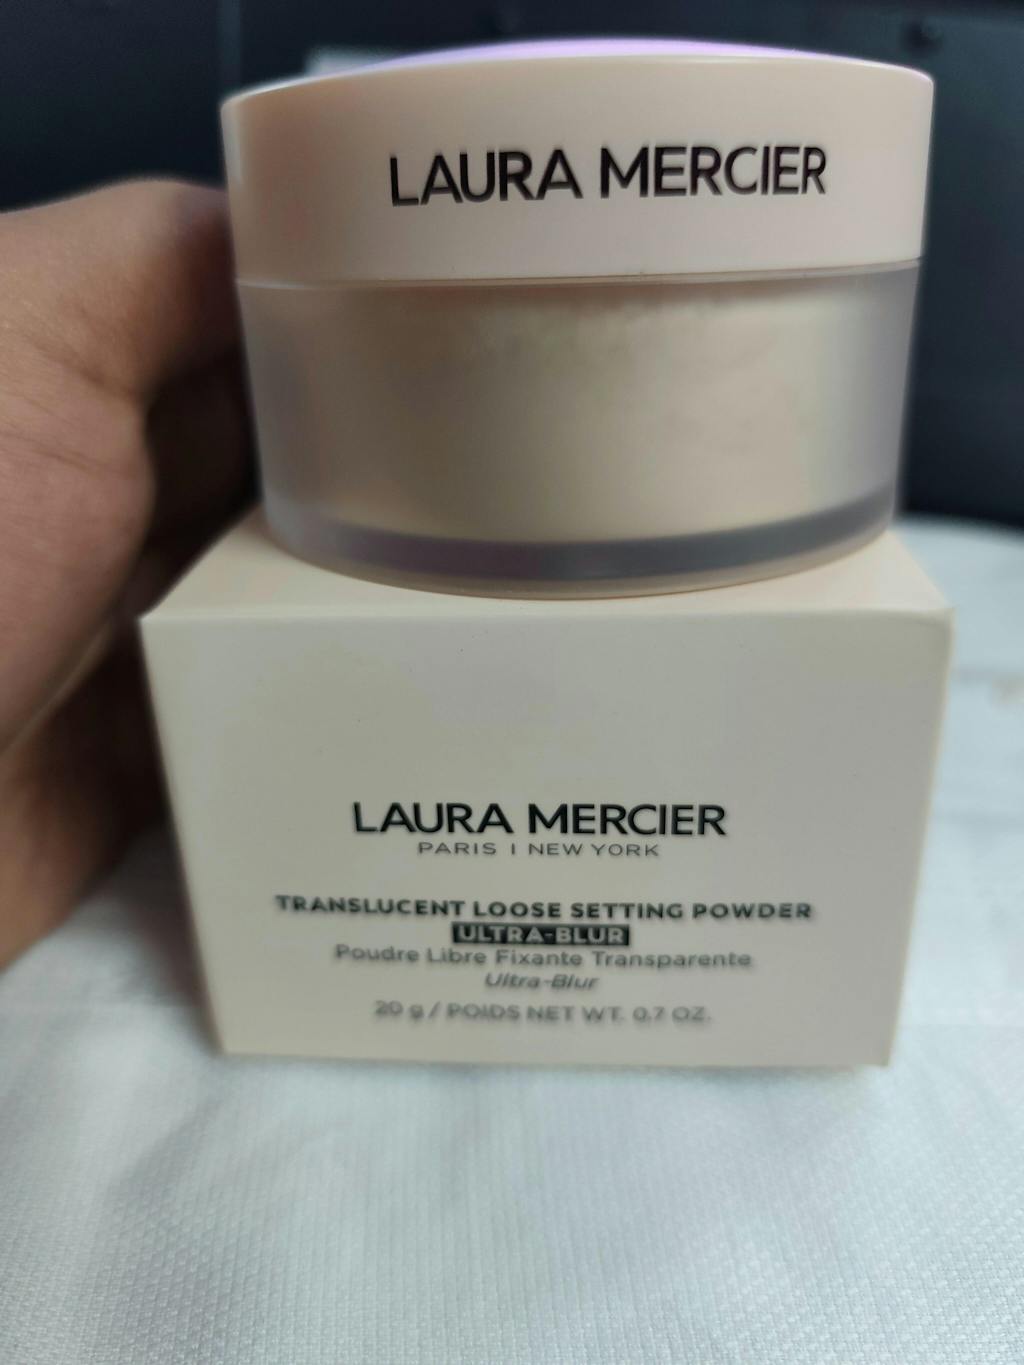 LAURA MERCIER
LAURA MERCIER
PARIS | NEW YORK
TRANSLUCENT LOOSE SETTING POWDER
ULTRA-BLUR
Poudre Libre Fixante Transparente
Ultra-Blur
20 g / POIDS NET WT. 0.7 OZ.